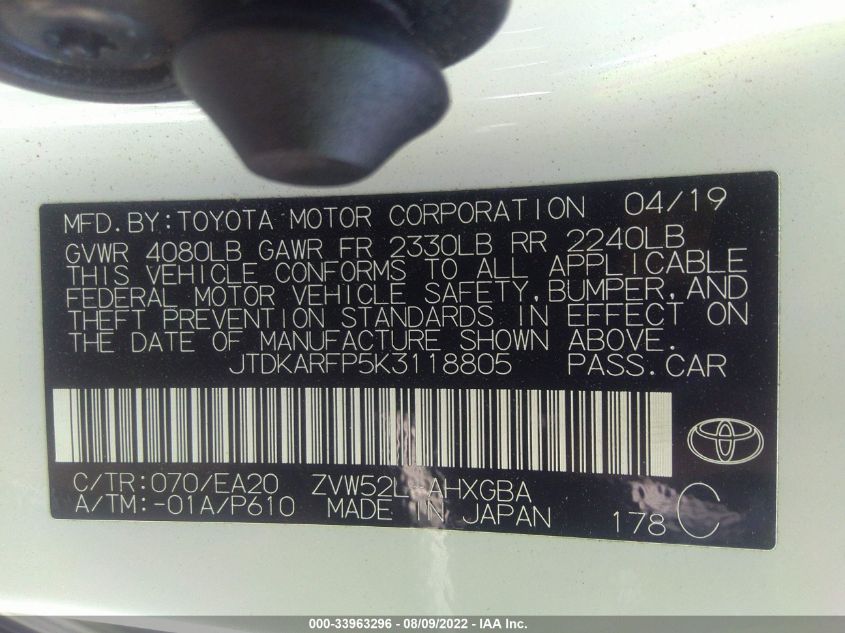 MFD. BY: TOYOTA MOTOR CORPORATION 04/19
GVWR 4080LB GAWR FR 2330LB RR 2240LB
THIS VEHICLE CONFORMS TO ALL APPLICABLE
FEDERAL MOTOR VEHICLE SAFETY, BUMPER, AND
THEFT PREVENTION STANDARDS IN EFFECT ON
THE DATE OF MANUFACTURE SHOWN ABOVE.
JTDKARFP5K3118805 PASS. CAR
C/TR: 070/EA20 ZVW52L-AHXGBA
A/TM: -01A/P610 MADE IN JAPAN 178 C
000-33963296 - 08/09/2022 - IAA Inc.